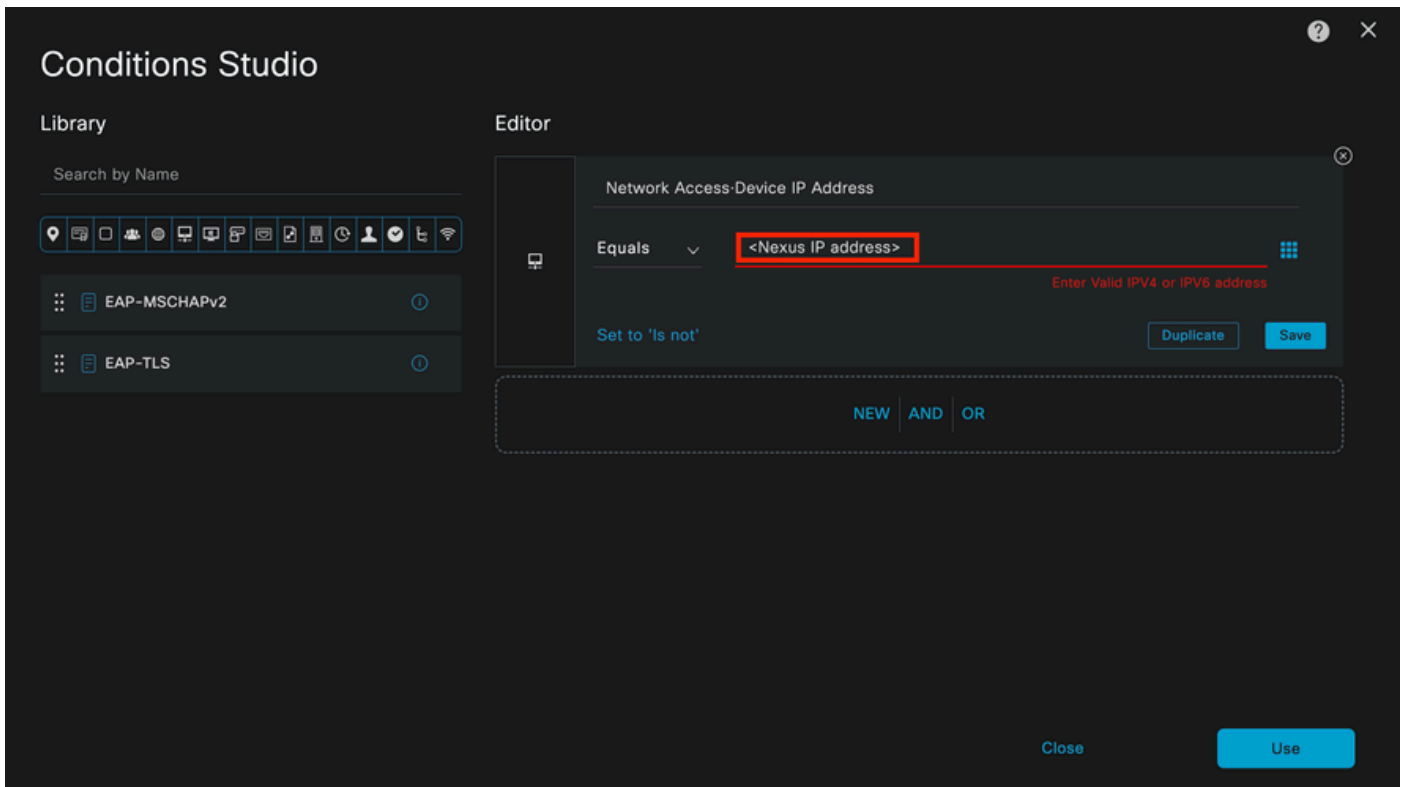 Conditions Studio
Library
Editor
Search by Name
Network Access·Device IP Address
Equals
<Nexus IP address>
Enter Valid IPV4 or IPV6 address
Set to 'Is not'
Duplicate
Save
EAP-MSCHAPv2
EAP-TLS
NEW AND OR
Close
Use